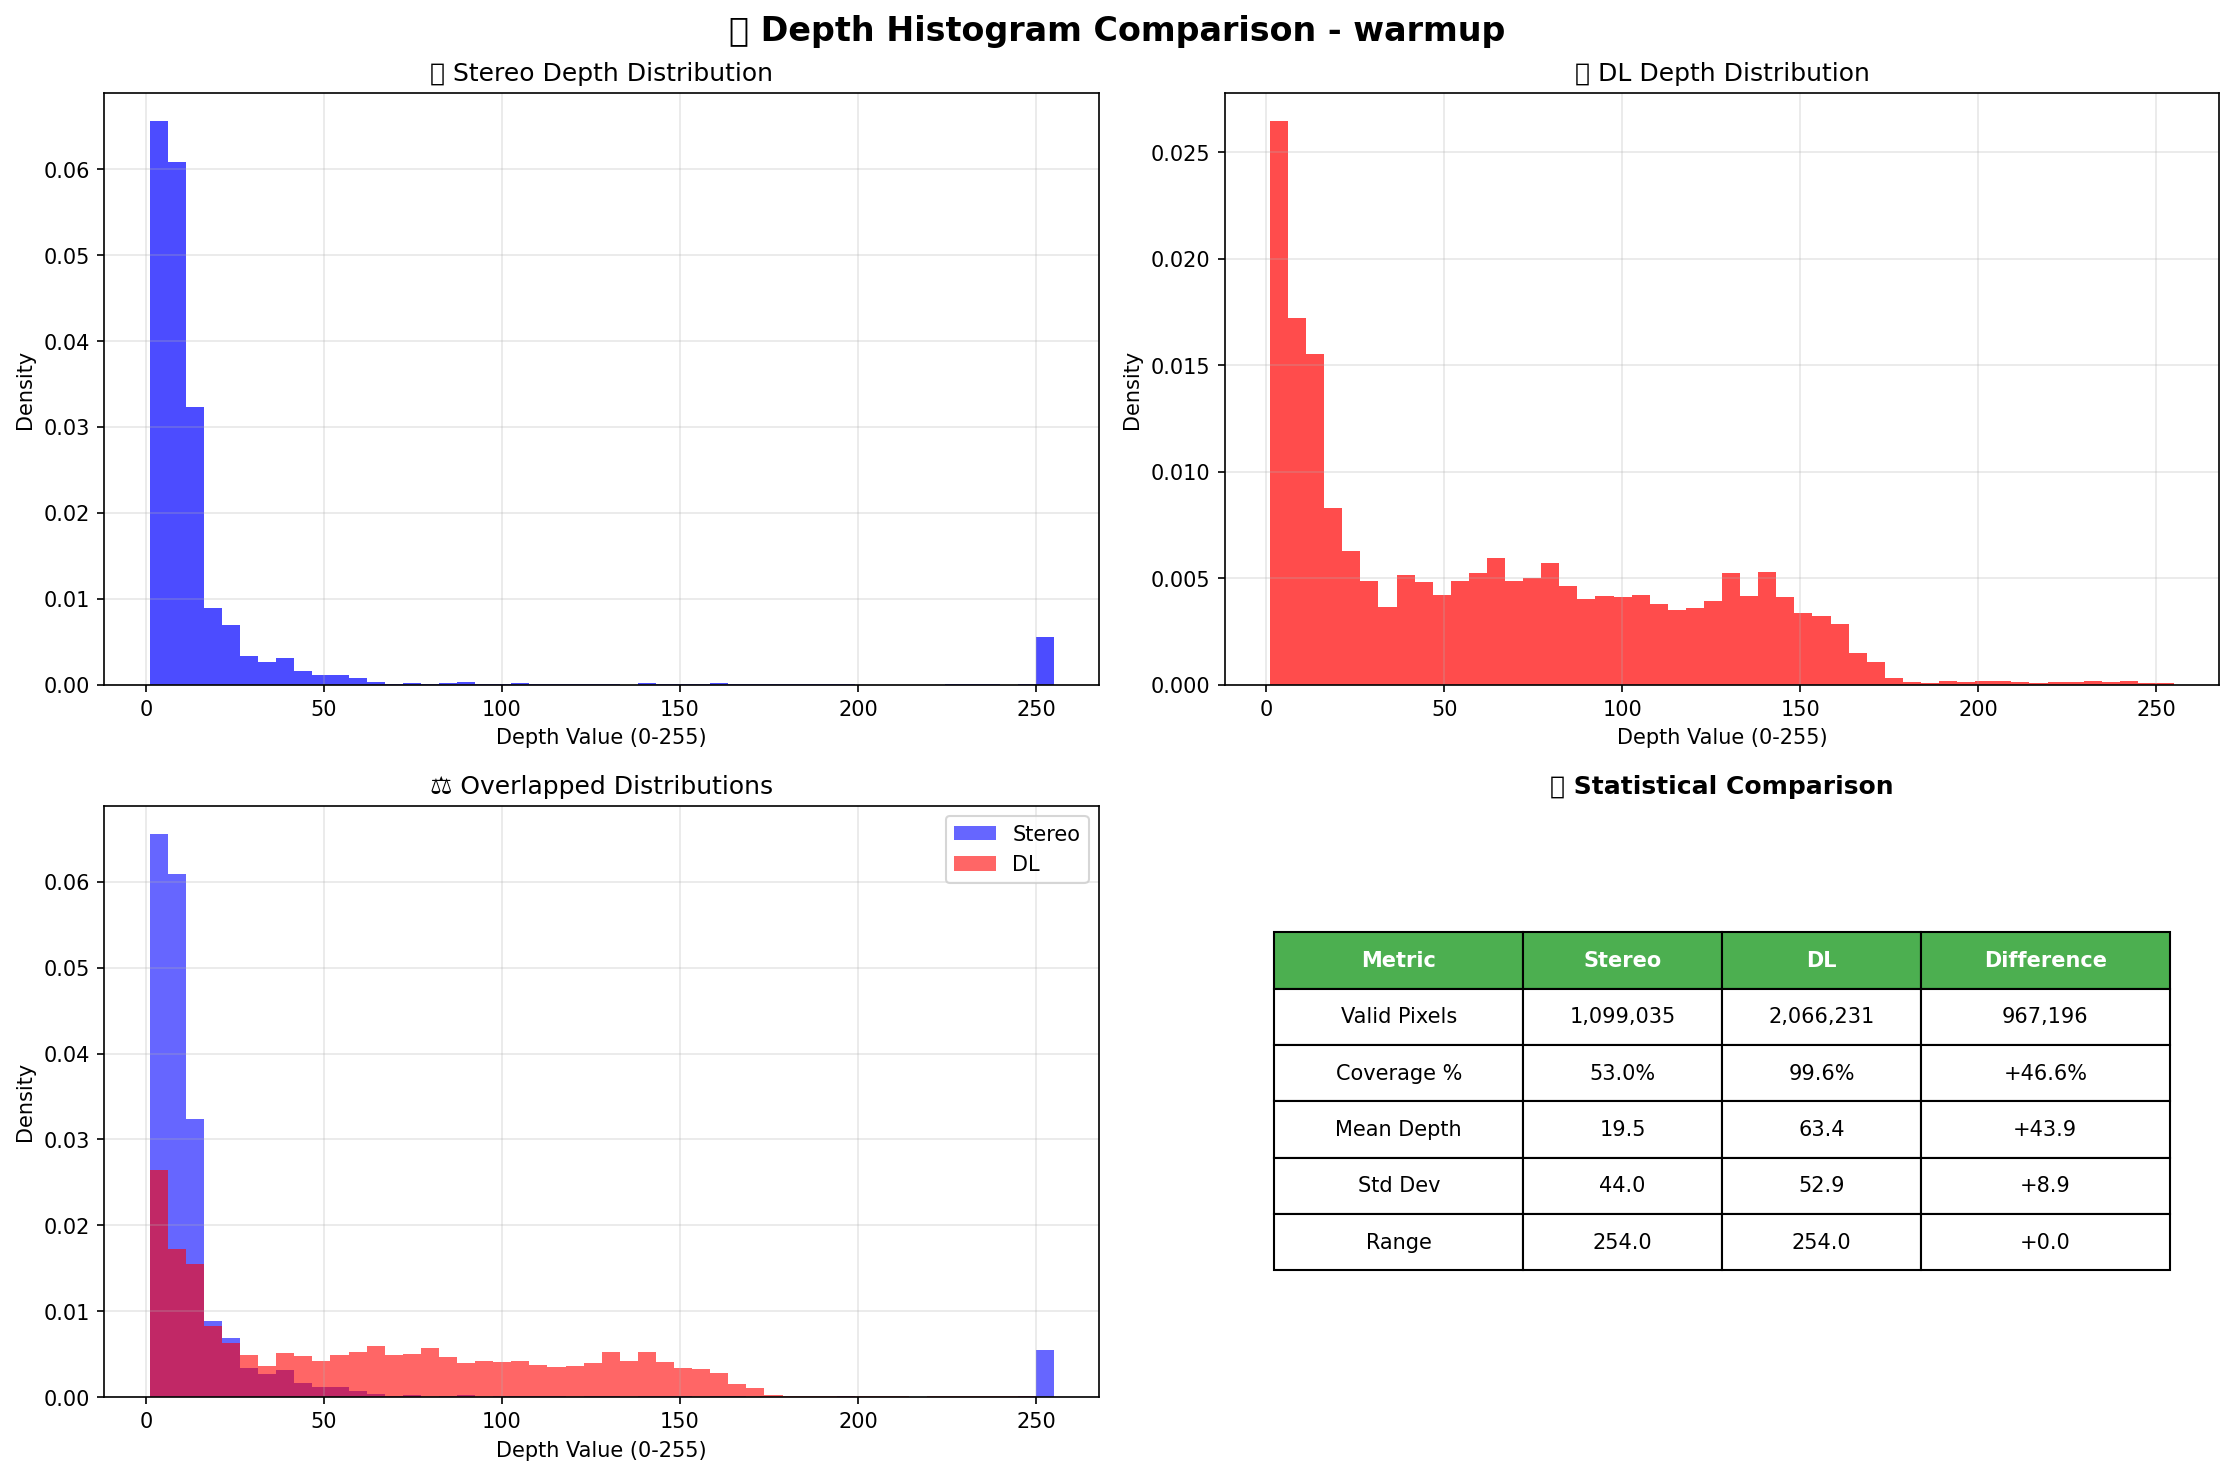 ▯ Depth Histogram Comparison - warmup
▯ Stereo Depth Distribution
Density
0.06
0.05
0.04
0.03
0.02
0.01
0.00
0 50 100 150 200 250
Depth Value (0-255)
▯ DL Depth Distribution
Density
0.025
0.020
0.015
0.010
0.005
0.000
0 50 100 150 200 250
Depth Value (0-255)
⚖ Overlapped Distributions
Stereo
DL
Density
0.06
0.05
0.04
0.03
0.02
0.01
0.00
0 50 100 150 200 250
Depth Value (0-255)
▯ Statistical Comparison
Metric Stereo DL Difference
Valid Pixels 1,099,035 2,066,231 967,196
Coverage % 53.0% 99.6% +46.6%
Mean Depth 19.5 63.4 +43.9
Std Dev 44.0 52.9 +8.9
Range 254.0 254.0 +0.0